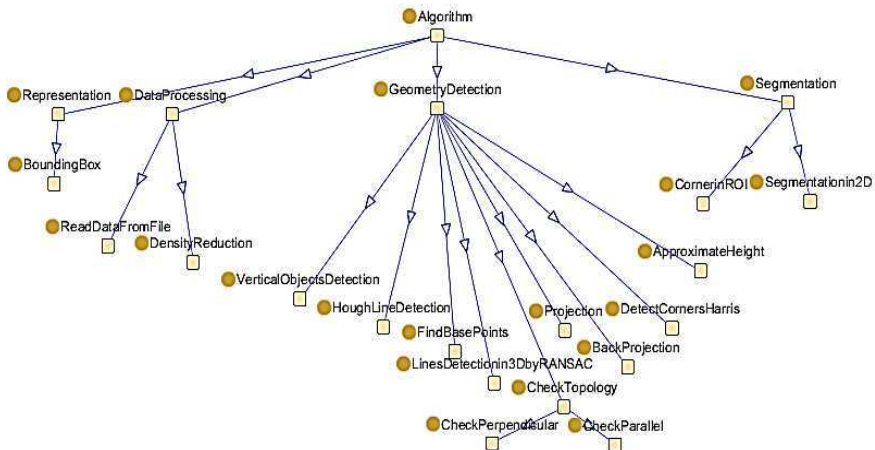 Algorithm
Representation
DataProcessing
GeometryDetection
Segmentation
BoundingBox
CornerinROI
Segmentationin2D
ReadDataFromFile
DensityReduction
ApproximateHeight
VerticalObjectsDetection
HoughLineDetection
Projection
DetectCornersHarris
FindBasePoints
BackProjection
LinesDetectionin3DbyRANSAC
CheckTopology
CheckPerpendicular
CheckParallel